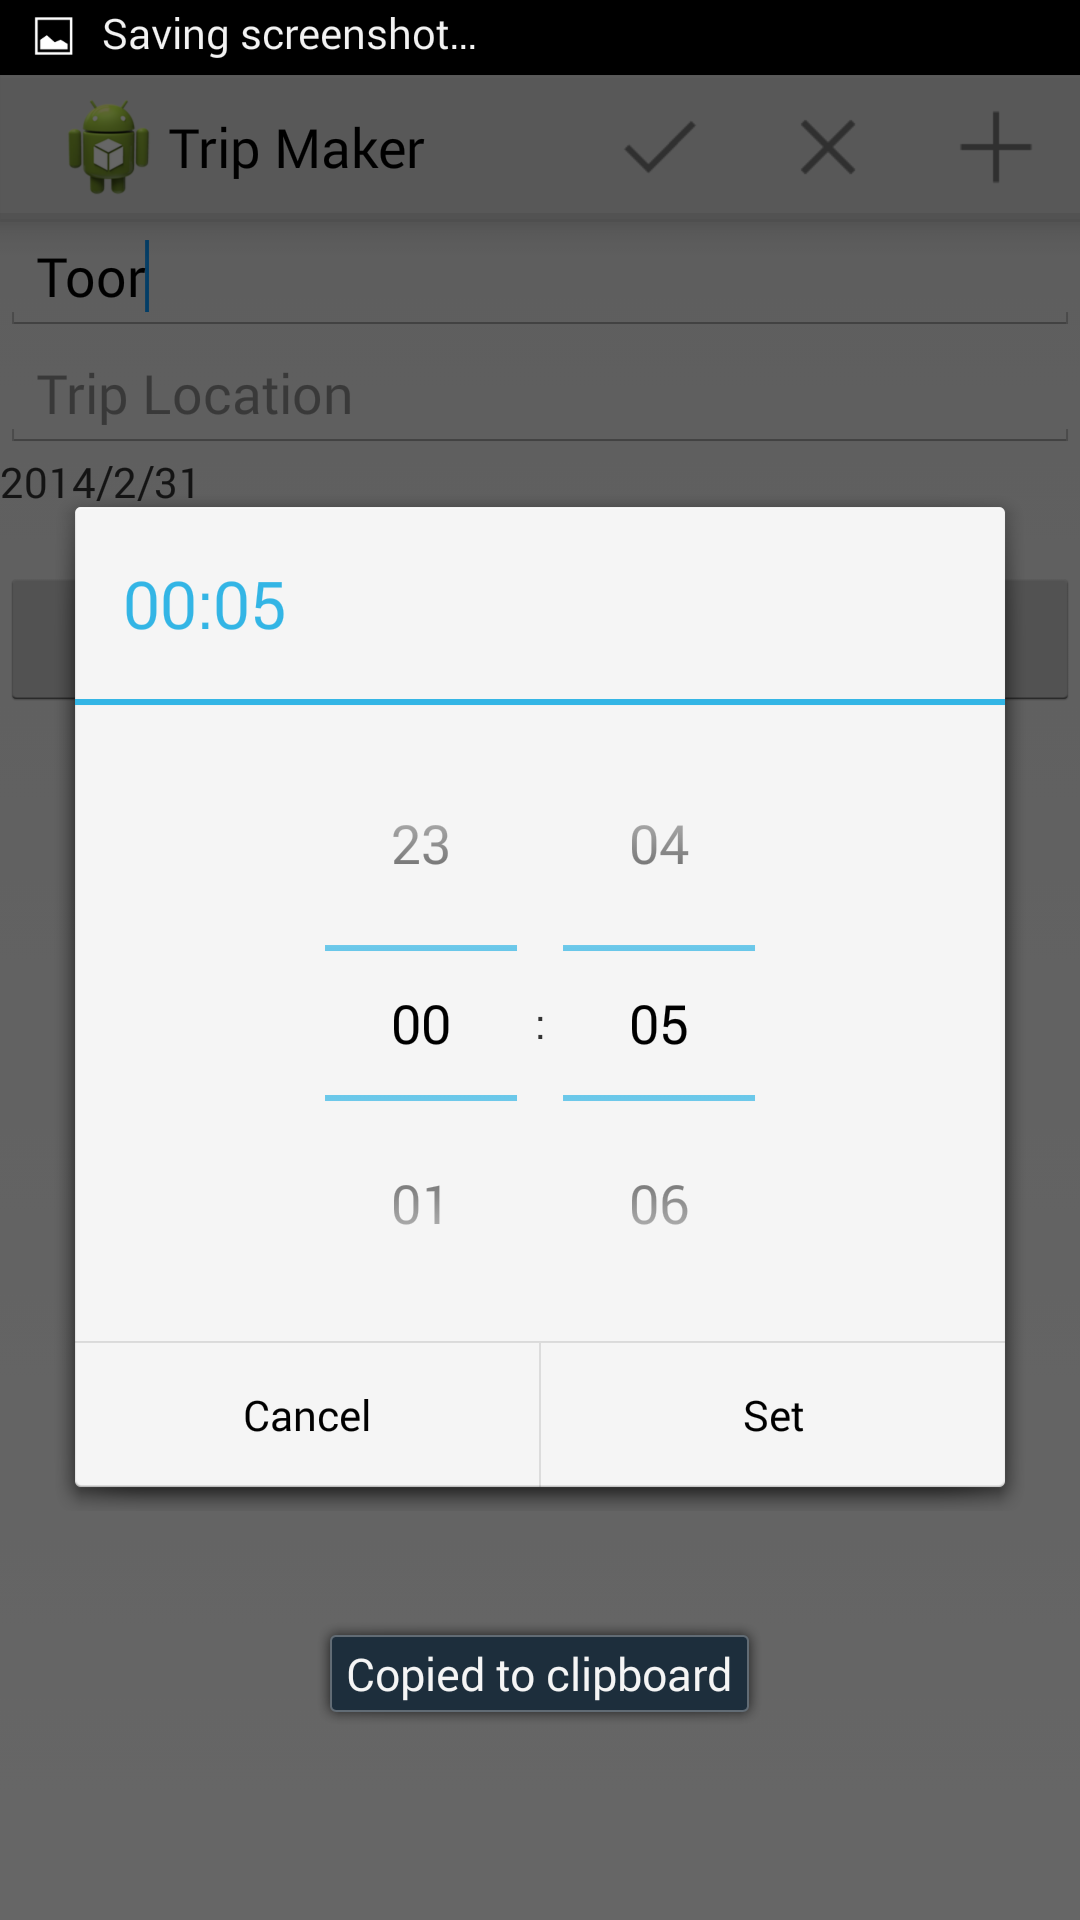 Saving screenshot...
Trip Maker
Toor
Trip Location
2014/2/31
00:05
23 04
00 : 05
01 06
Cancel Set
Copied to clipboard